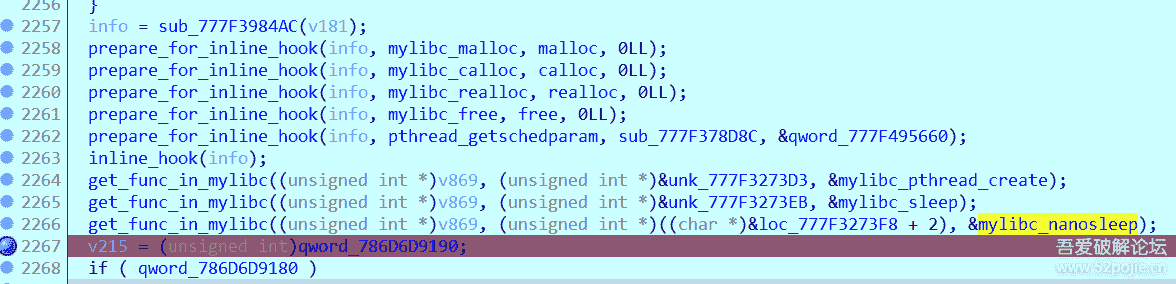 2256 }
2257 info = sub_777F3984AC(v181);
2258 prepare_for_inline_hook(info, mylibc_malloc, malloc, 0LL);
2259 prepare_for_inline_hook(info, mylibc_calloc, calloc, 0LL);
2260 prepare_for_inline_hook(info, mylibc_realloc, realloc, 0LL);
2261 prepare_for_inline_hook(info, mylibc_free, free, 0LL);
2262 prepare_for_inline_hook(info, pthread_getschedparam, sub_777F378D8C, &qword_777F495660);
2263 inline_hook(info);
2264 get_func_in_mylibc((unsigned int *)v869, (unsigned int *)&unk_777F3273D3, &mylibc_pthread_create);
2265 get_func_in_mylibc((unsigned int *)v869, (unsigned int *)&unk_777F3273EB, &mylibc_sleep);
2266 get_func_in_mylibc((unsigned int *)v869, (unsigned int *)((char *)&loc_777F3273F8 + 2), &mylibc_nanosleep);
2267 v215 = (unsigned int)qword_786D6D9190;
2268 if ( qword_786D6D9180 )
吾爱破解论坛
www.52pojie.cn